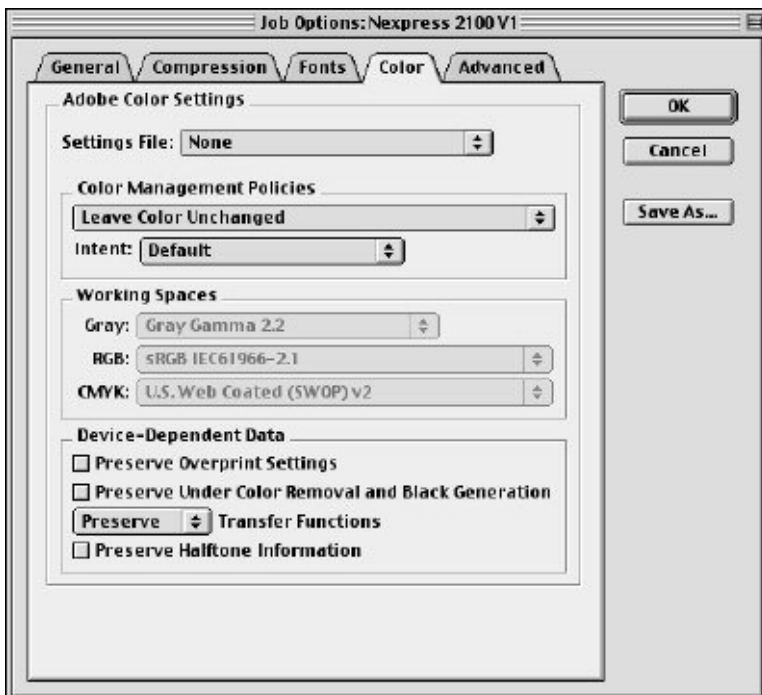 Job Options: Nexpress 2100 V1
General Compression Fonts Color Advanced
Adobe Color Settings
Settings File: None
Color Management Policies
Leave Color Unchanged
Intent: Default
Working Spaces
Gray: Gray Gamma 2.2
RGB: sRGB IEC61966-2.1
CMYK: U.S. Web Coated (SWOP) v2
Device-Dependent Data
Preserve Overprint Settings
Preserve Under Color Removal and Black Generation
Preserve Transfer Functions
Preserve Halftone Information
OK
Cancel
Save As...